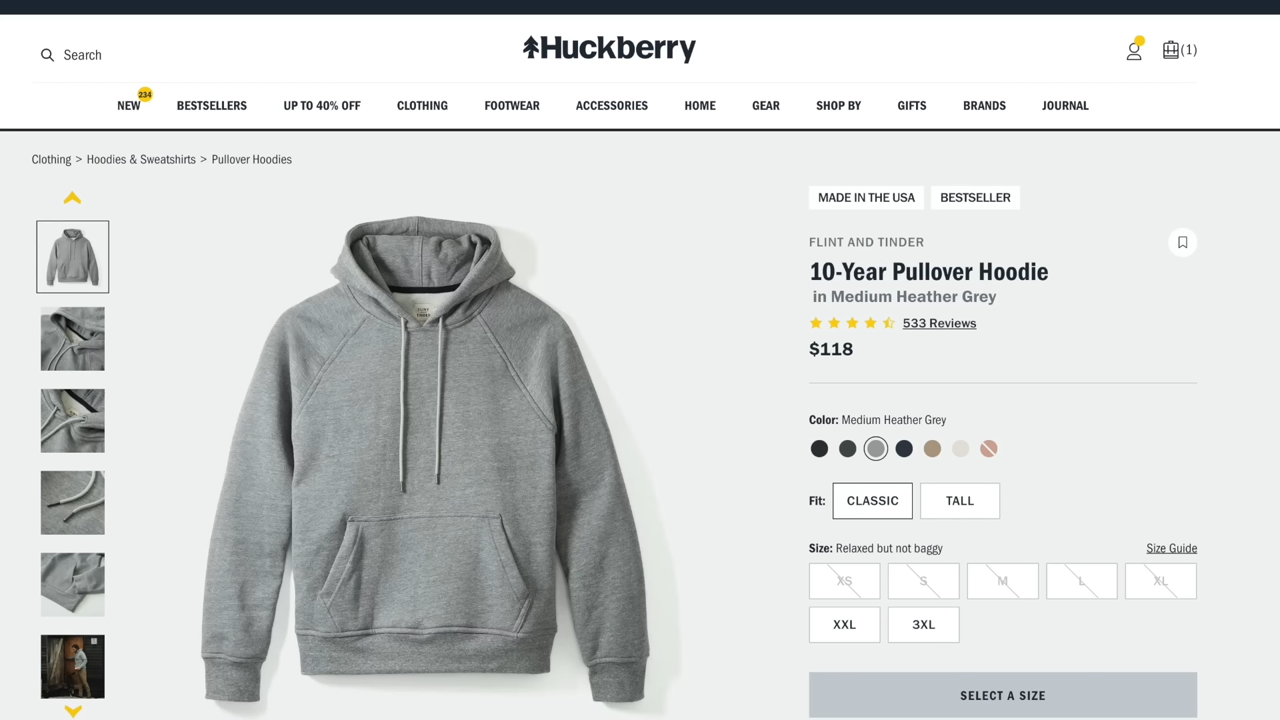 Search
Huckberry
(1)
NEW
234
BESTSELLERS
UP TO 40% OFF
CLOTHING
FOOTWEAR
ACCESSORIES
HOME
GEAR
SHOP BY
GIFTS
BRANDS
JOURNAL
Clothing > Hoodies & Sweatshirts > Pullover Hoodies
MADE IN THE USA
BESTSELLER
FLINT AND TINDER
10-Year Pullover Hoodie
in Medium Heather Grey
533 Reviews
$118
Color: Medium Heather Grey
Fit:
CLASSIC
TALL
Size: Relaxed but not baggy
Size Guide
XS
S
M
L
XL
XXL
3XL
SELECT A SIZE